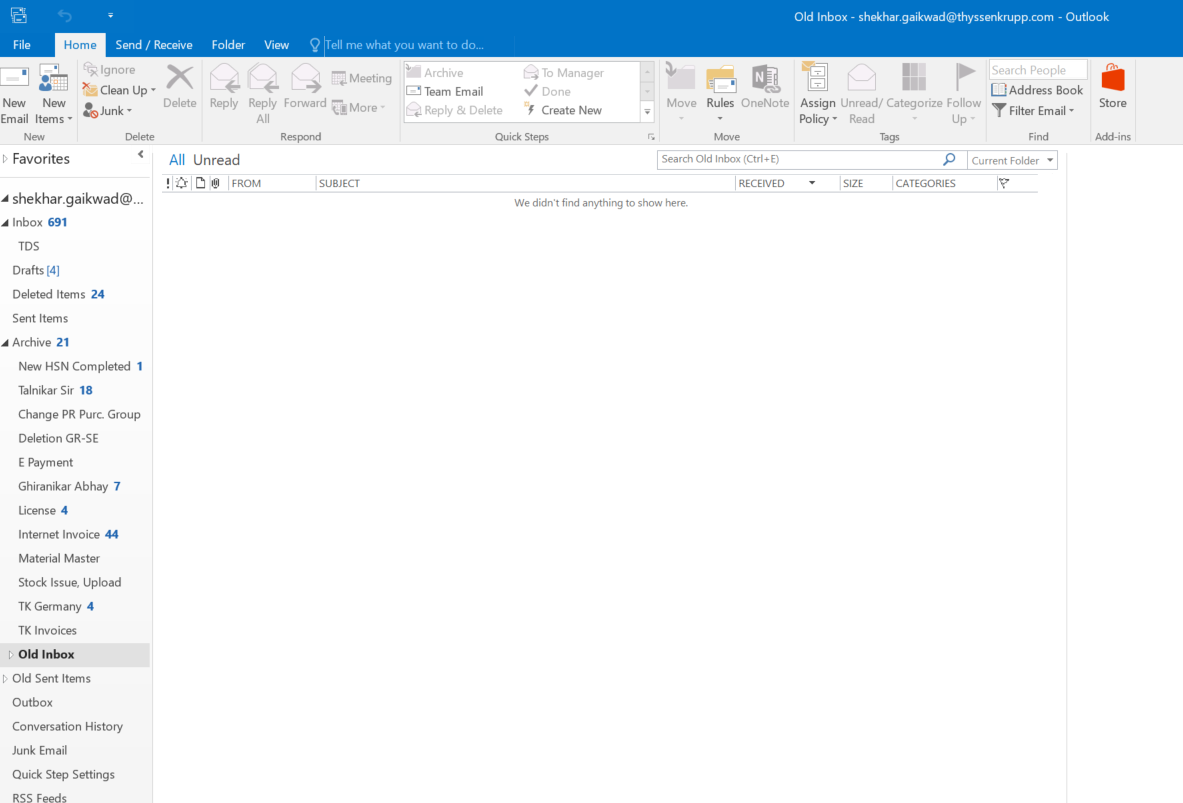 Old Inbox - shekhar.gaikwad@thyssenkrupp.com - Outlook
File Home Send / Receive Folder View Tell me what you want to do...
New Email
New Items
New
Ignore
Clean Up
Junk
Delete
Delete
Reply
Reply All
Forward
Meeting
More
Respond
Archive
Team Email
Reply & Delete
To Manager
Done
Create New
Quick Steps
Move
Rules
OneNote
Move
Assign Policy
Unread/ Read
Categorize
Follow Up
Tags
Search People
Address Book
Filter Email
Find
Store
Add-ins
Favorites
shekhar.gaikwad@...
Inbox 691
TDS
Drafts [4]
Deleted Items 24
Sent Items
Archive 21
New HSN Completed 1
Talnikar Sir 18
Change PR Purc. Group
Deletion GR-SE
E Payment
Ghiranikar Abhay 7
License 4
Internet Invoice 44
Material Master
Stock Issue, Upload
TK Germany 4
TK Invoices
Old Inbox
Old Sent Items
Outbox
Conversation History
Junk Email
Quick Step Settings
RSS Feeds
All Unread
Search Old Inbox (Ctrl+E)
Current Folder
! FROM SUBJECT RECEIVED SIZE CATEGORIES
We didn't find anything to show here.